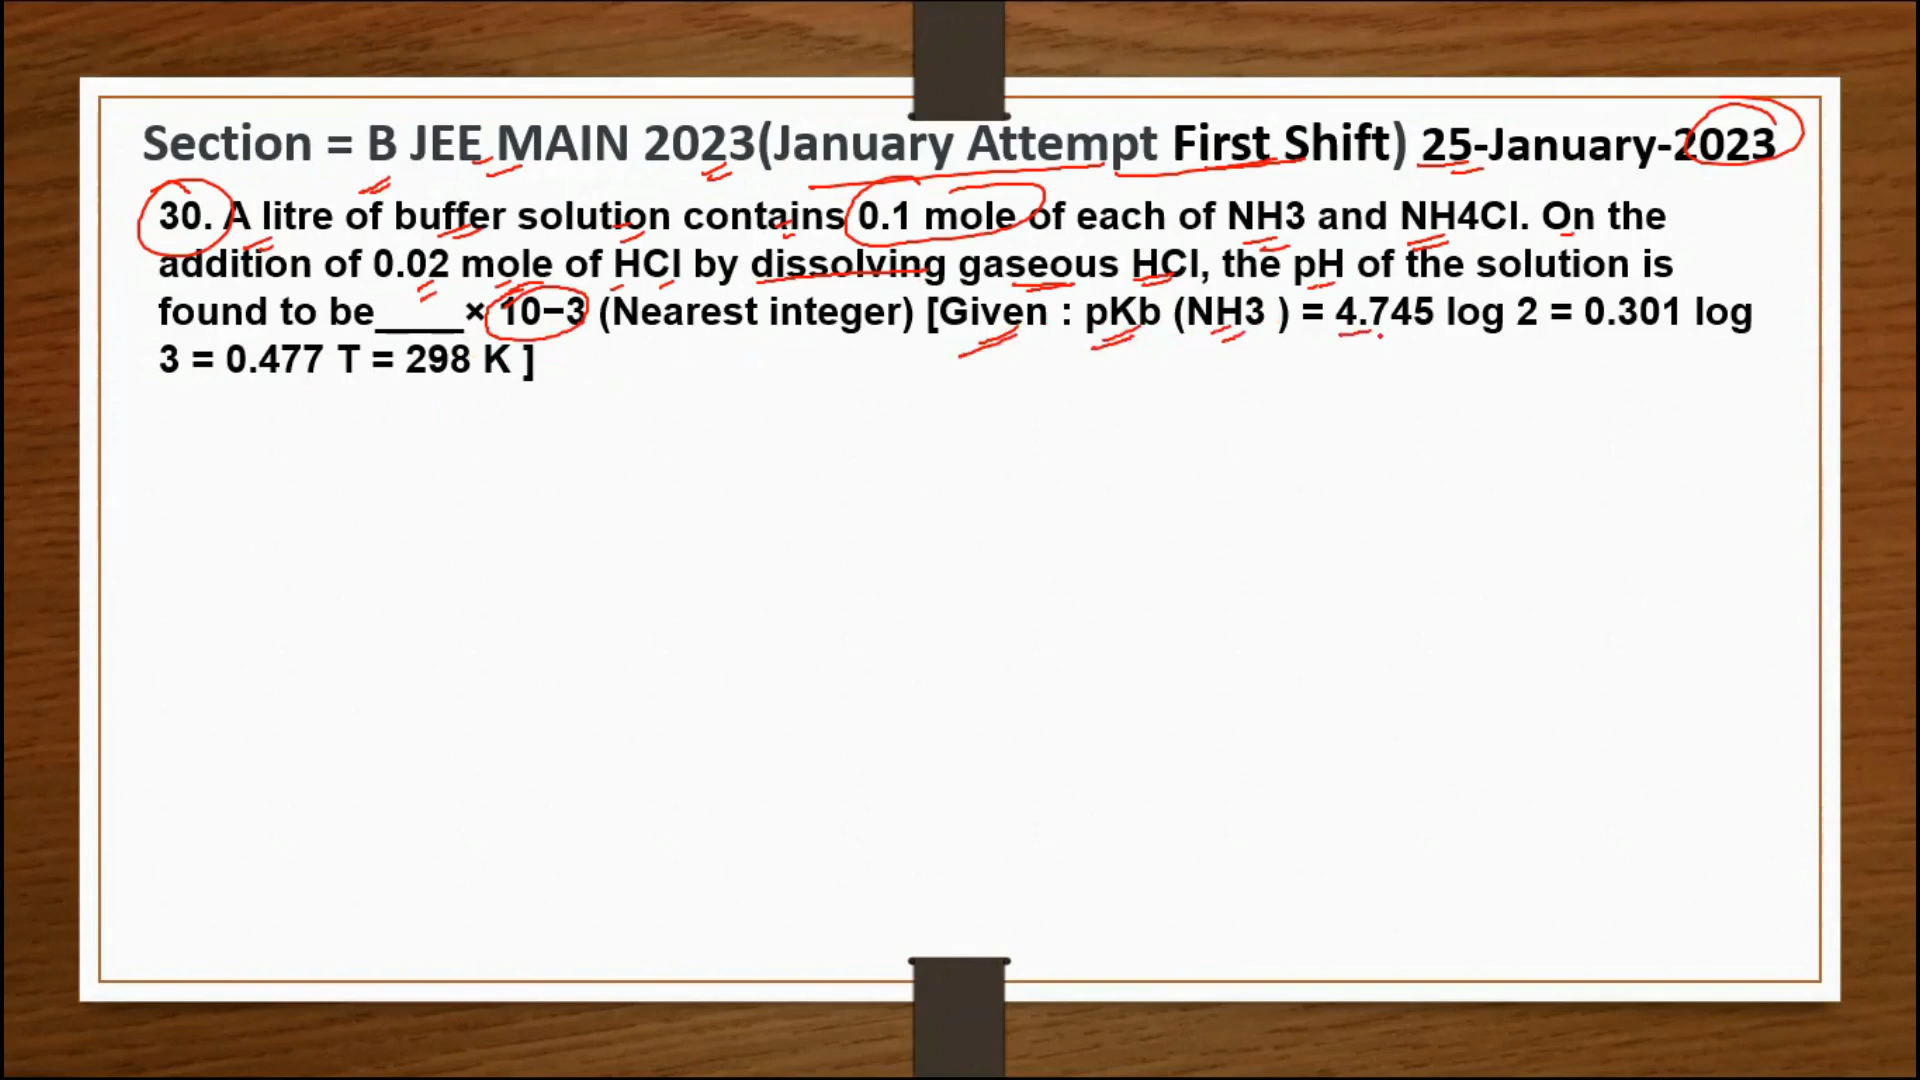 Section = B JEE MAIN 2023(January Attempt First Shift) 25-January-2023
30. A litre of buffer solution contains 0.1 mole of each of NH3 and NH4Cl. On the
addition of 0.02 mole of HCl by dissolving gaseous HCl, the pH of the solution is
found to be____× 10−3 (Nearest integer) [Given : pKb (NH3 ) = 4.745 log 2 = 0.301 log
3 = 0.477 T = 298 K ]